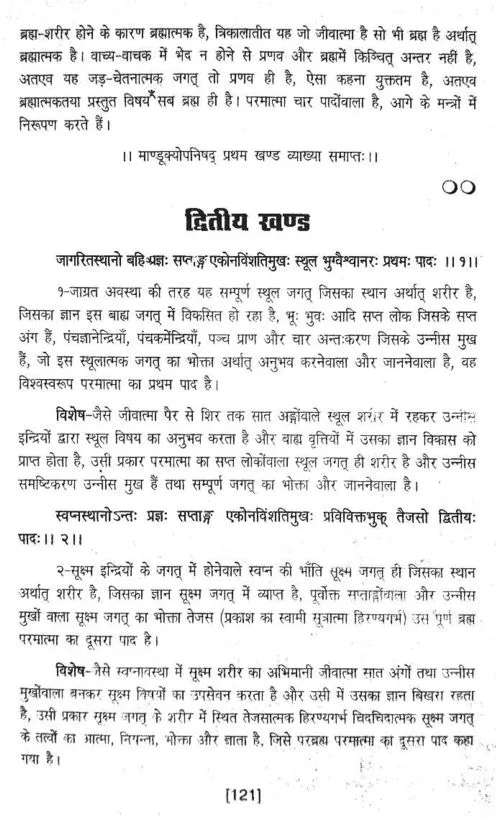 ब्रह्म-शरीर होने के कारण ब्रह्मात्मक है, त्रिकालातीत यह जो जीवात्मा है सो भी ब्रह्म है अर्थात्
ब्रह्मात्मक है। वाच्य-वाचक में भेद न होने से प्रणव और ब्रह्ममें किञ्चित् अन्तर नहीं है,
अतएव यह जड़-चेतनात्मक जगत् तो प्रणव ही है, ऐसा कहना युक्ततम है, अतएव
ब्रह्मात्मकतया प्रस्तुत विषय सब ब्रह्म ही है। परमात्मा चार पादोंवाला है, आगे के मन्त्रों में
निरूपण करते हैं।
।। माण्डूक्योपनिषद् प्रथम खण्ड व्याख्या समाप्तः।।
द्वितीय खण्ड
जागरितस्थानो बहिःप्रज्ञः सप्ताङ्ग एकोनविंशतिमुखः स्थूल भुग्वैश्वानरः प्रथमः पादः ।।१।।
१-जाग्रत अवस्था की तरह यह सम्पूर्ण स्थूल जगत् जिसका स्थान अर्थात् शरीर है,
जिसका ज्ञान इस बाह्य जगत् में विकसित हो रहा है, भूः भुवः आदि सप्त लोक जिसके सप्त
अंग हैं, पंचज्ञानेन्द्रियाँ, पंचकर्मेन्द्रियाँ, पञ्च प्राण और चार अन्तःकरण जिसके उन्नीस मुख
हैं, जो इस स्थूलात्मक जगत् का भोक्ता अर्थात् अनुभव करनेवाला और जाननेवाला है, वह
विश्वस्वरूप परमात्मा का प्रथम पाद है।
विशेष-जैसे जीवात्मा पैर से शिर तक सात अङ्गोंवाले स्थूल शरीर में रहकर उन्नीस
इन्द्रियों द्वारा स्थूल विषय का अनुभव करता है और बाह्य वृत्तियों में उसका ज्ञान विकास को
प्राप्त होता है, उसी प्रकार परमात्मा का सप्त लोकोंवाला स्थूल जगत् ही शरीर है और उन्नीस
समष्टिकरण उन्नीस मुख हैं तथा सम्पूर्ण जगत् का भोक्ता और जाननेवाला है।
स्वप्नस्थानोऽन्तः प्रज्ञः सप्ताङ्ग एकोनविंशतिमुखः प्रविविक्तभुक् तैजसो द्वितीयः
पादः।। २।।
२-सूक्ष्म इन्द्रियों के जगत् में होनेवाले स्वप्न की भाँति सूक्ष्म जगत् ही जिसका स्थान
अर्थात् शरीर है, जिसका ज्ञान सूक्ष्म जगत् में व्याप्त है, पूर्वोक्त सप्ताङ्गोंवाला और उन्नीस
मुखों वाला सूक्ष्म जगत् का भोक्ता तेजस (प्रकाश का स्वामी सूत्रात्मा हिरण्यगर्भ) उस पूर्ण ब्रह्म
परमात्मा का दूसरा पाद है।
विशेष-जैसे स्वप्नावस्था में सूक्ष्म शरीर का अभिमानी जीवात्मा सात अंगों तथा उन्नीस
मुखोंवाला बनकर सूक्ष्म विषयों का उपसेवन करता है और उसी में उसका ज्ञान बिखरा रहता
है, उसी प्रकार सूक्ष्म जगत् के शरीर में स्थित तेजसात्मक हिरण्यगर्भ चिदचिदात्मक सूक्ष्म जगत्
के तत्वों का आत्मा, नियन्ता, भोक्ता और ज्ञाता है, जिसे परब्रह्म परमात्मा का दूसरा पाद कहा
गया है।
[121]